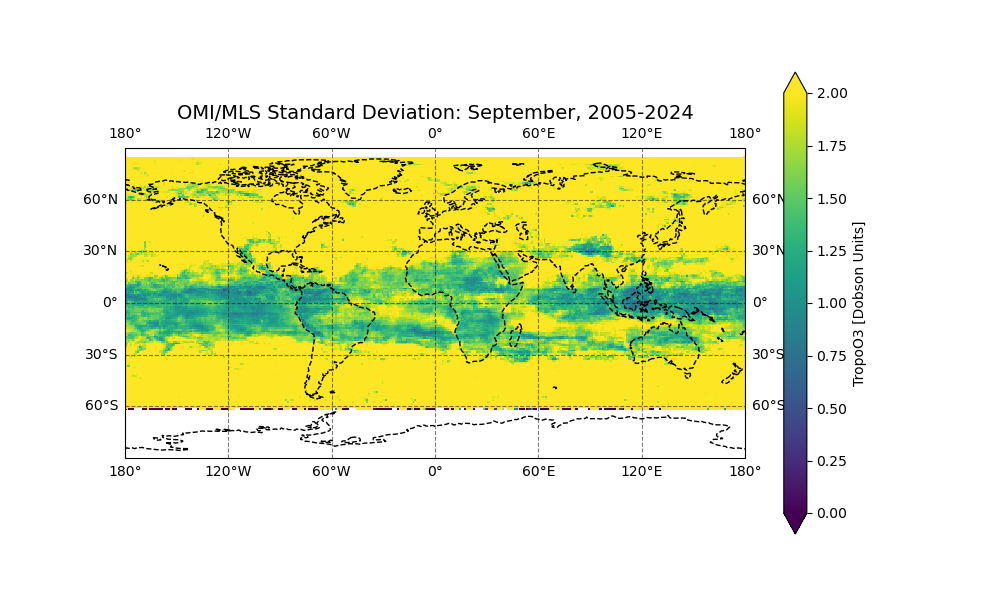 OMI/MLS Standard Deviation: September, 2005-2024
180° 120°W 60°W 0° 60°E 120°E 180°
60°N 60°N
30°N 30°N
0° 0°
30°S 30°S
60°S 60°S
180° 120°W 60°W 0° 60°E 120°E 180°
2.00
1.75
1.50
1.25
1.00
0.75
0.50
0.25
0.00
TropoO3 [Dobson Units]